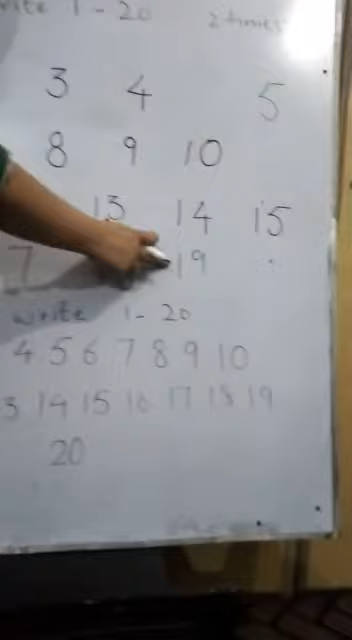 write 1 - 20 2 times
3 4 5
8 9 10
13 14 15
7 19
write 1 - 20
4 5 6 7 8 9 10
3 14 15 16 17 18 19
20